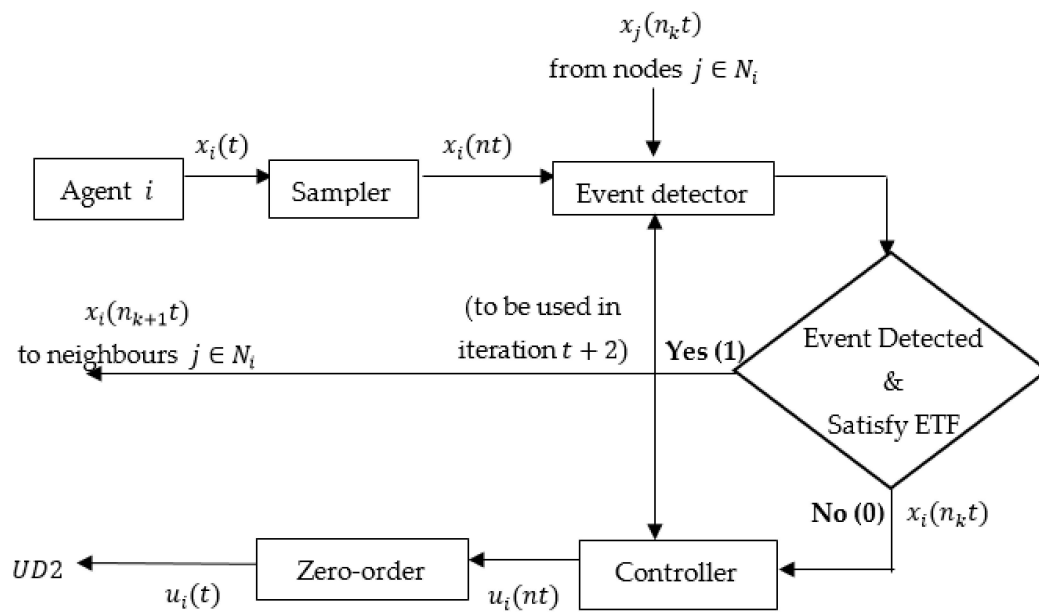 x_j(n_k t)
from nodes j ∈ N_i
x_i(t)
x_i(nt)
Agent i
Sampler
Event detector
x_i(n_{k+1} t)
to neighbours j ∈ N_i
(to be used in
iteration t + 2)
Yes (1)
Event Detected
&
Satisfy ETF
No (0)
x_i(n_k t)
UD2
u_i(t)
Zero-order
u_i(nt)
Controller